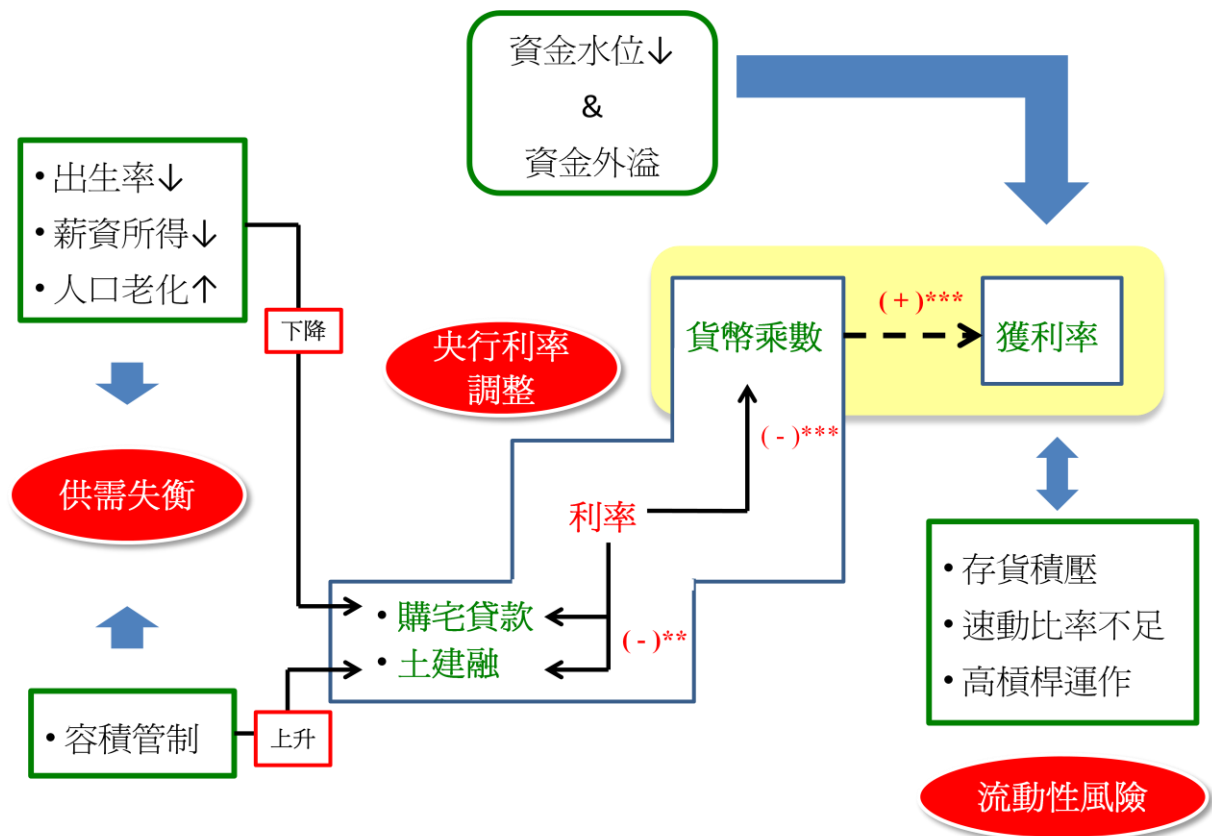 資金水位↓
&
資金外溢
• 出生率↓
• 薪資所得↓
• 人口老化↑
下降
央行利率
調整
貨幣乘數
( + )***
獲利率
( - )***
供需失衡
利率
• 購宅貸款
• 土建融
( - )**
• 存貨積壓
• 速動比率不足
• 高槓桿運作
• 容積管制
上升
流動性風險